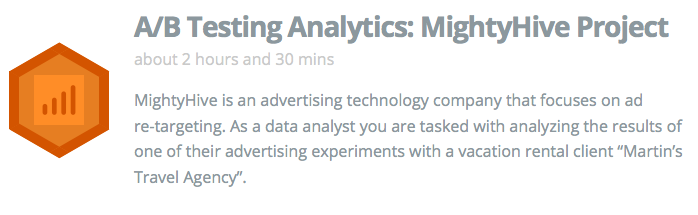 A/B Testing Analytics: MightyHive Project
about 2 hours and 30 mins
MightyHive is an advertising technology company that focuses on ad
re-targeting. As a data analyst you are tasked with analyzing the results of
one of their advertising experiments with a vacation rental client “Martin’s
Travel Agency”.